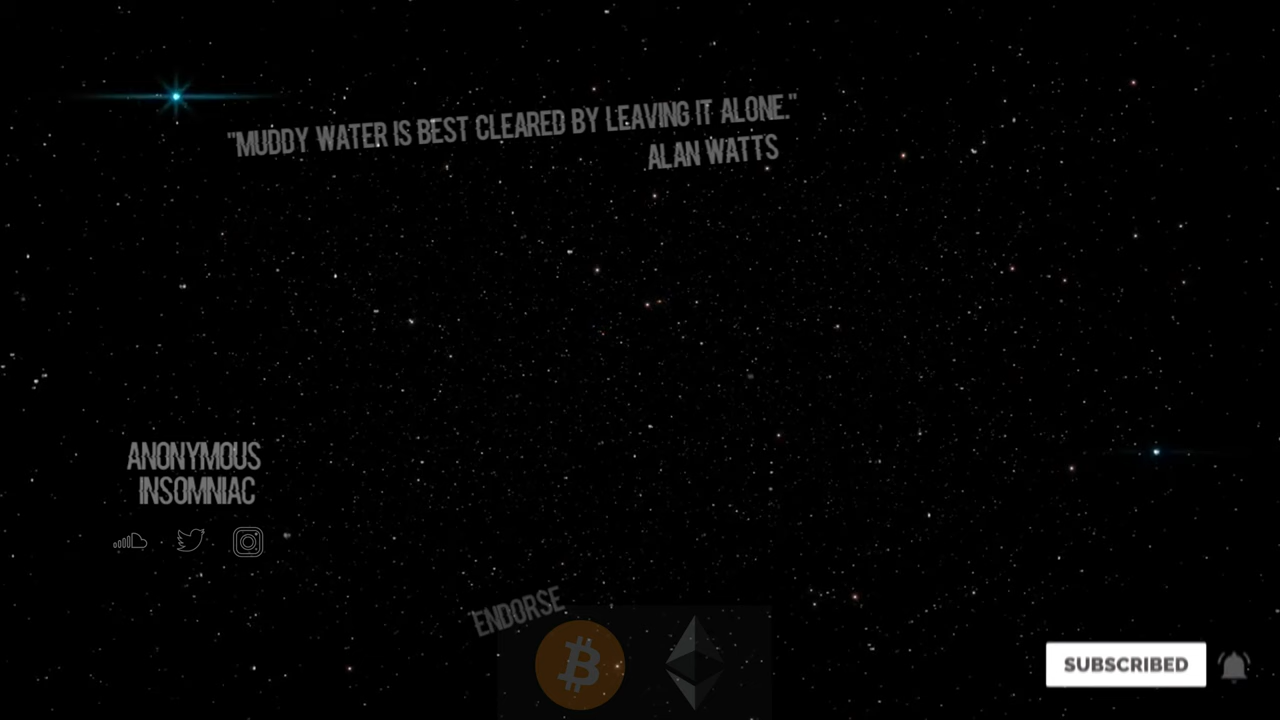 "MUDDY WATER IS BEST CLEARED BY LEAVING IT ALONE."
ALAN WATTS
ANONYMOUS
INSOMNIAC
ENDORSE
SUBSCRIBED